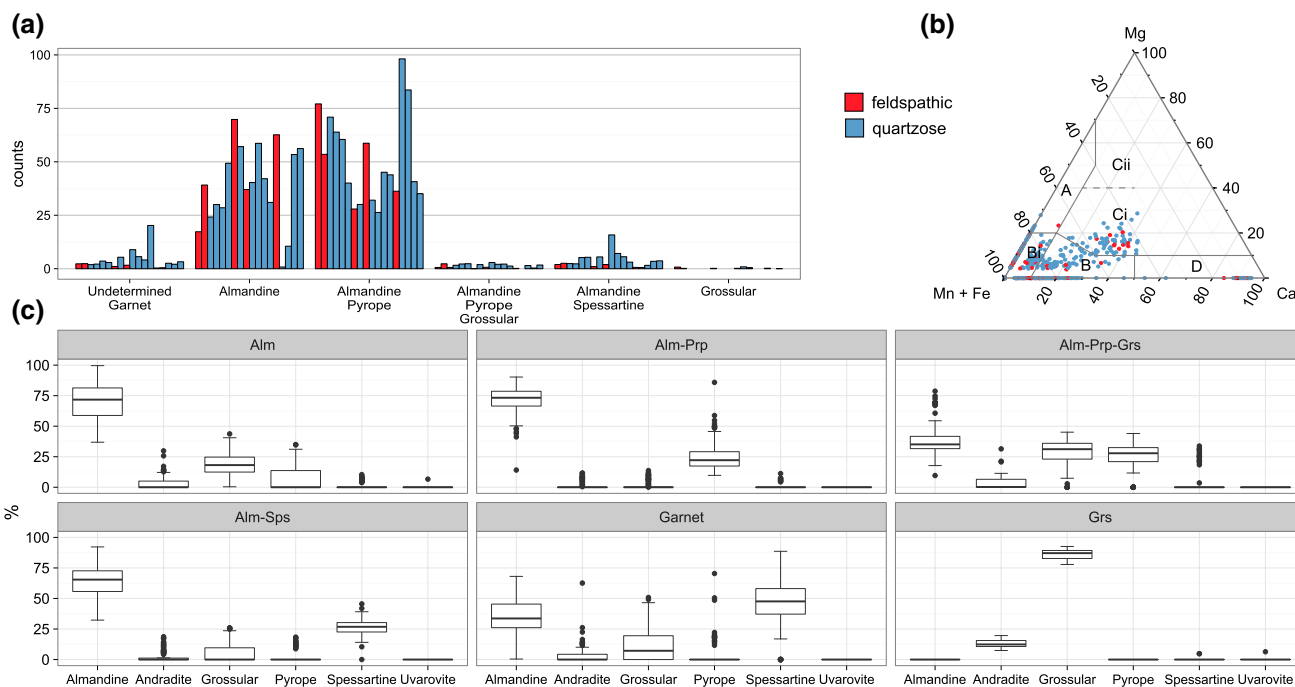 (a)
100
75
50
25
0
counts
Undetermined
Garnet
Almandine
Almandine
Pyrope
Almandine
Pyrope
Grossular
Almandine
Spessartine
Grossular
feldspathic
quartzose
(b)
Mg
100
80
60
40
20
20
40
60
80
100
A
Cii
Ci
Bi
B
D
Mn + Fe
20
40
60
80
100
Ca
(c)
Alm
Alm-Prp
Alm-Prp-Grs
100
75
50
25
0
%
Alm-Sps
Garnet
Grs
100
75
50
25
0
Almandine Andradite Grossular Pyrope Spessartine Uvarovite
Almandine Andradite Grossular Pyrope Spessartine Uvarovite
Almandine Andradite Grossular Pyrope Spessartine Uvarovite